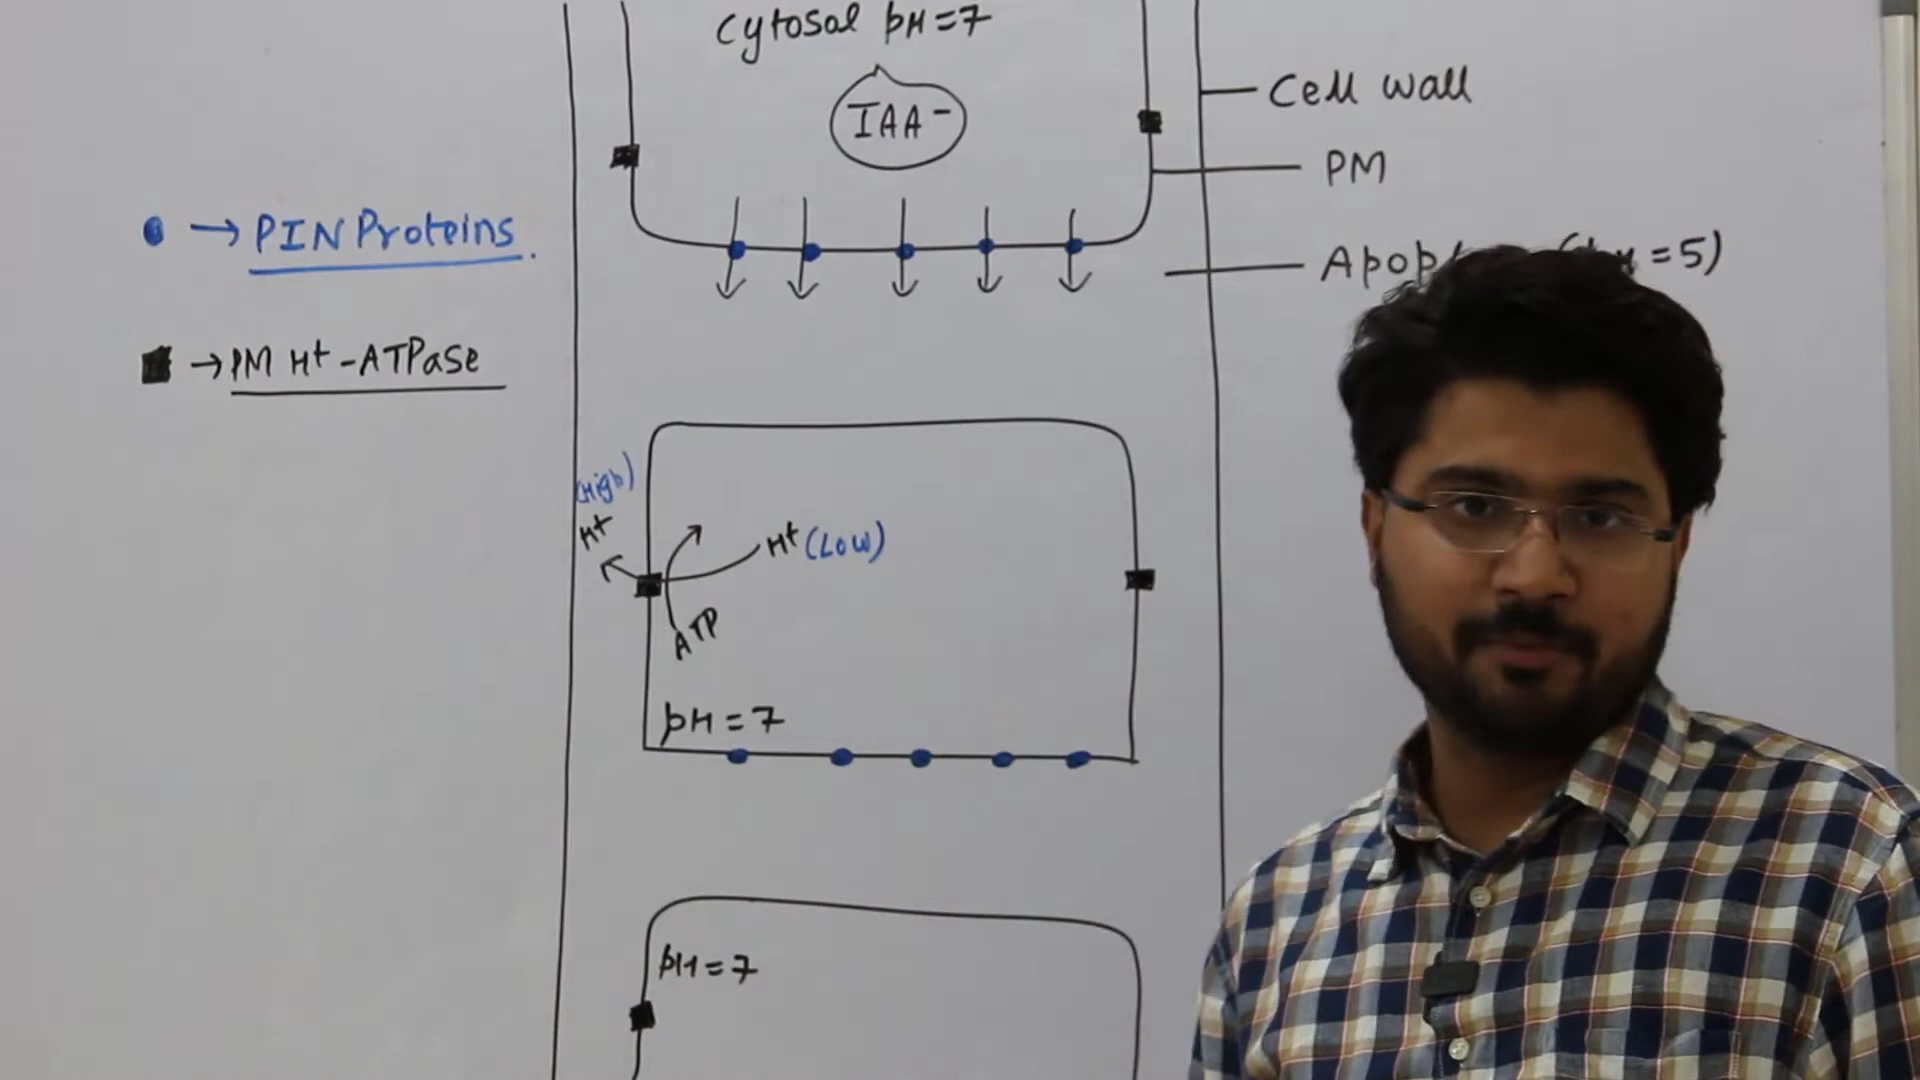 Cytosol pH = 7
IAA-
Cell wall
PM
= 5)
→ PIN Proteins.
→ PM H+ - ATPase
(High)
H+
H+ (Low)
ATP
pH = 7
pH = 7